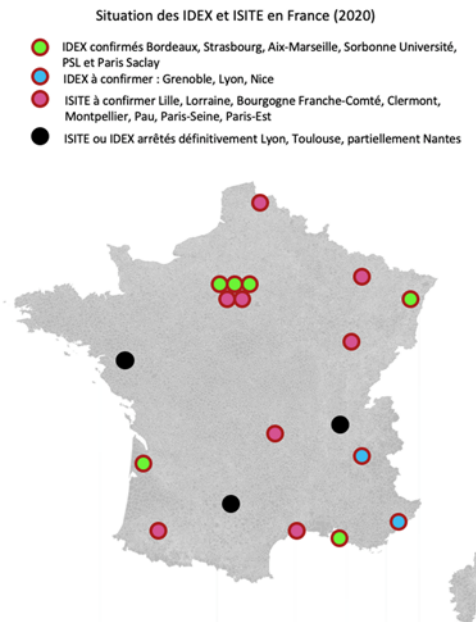 Situation des IDEX et ISITE en France (2020)
IDEX confirmés Bordeaux, Strasbourg, Aix-Marseille, Sorbonne Université,
PSL et Paris Saclay
IDEX à confirmer : Grenoble, Lyon, Nice
ISITE à confirmer Lille, Lorraine, Bourgogne Franche-Comté, Clermont,
Montpellier, Pau, Paris-Seine, Paris-Est
ISITE ou IDEX arrêtés définitivement Lyon, Toulouse, partiellement Nantes